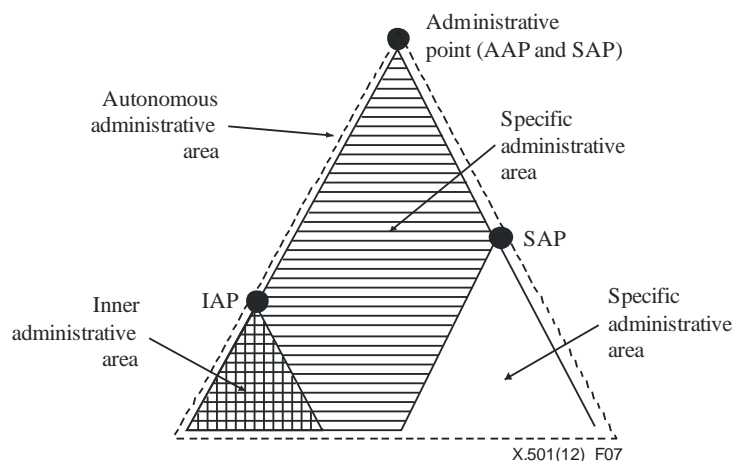 Administrative
point (AAP and SAP)
Autonomous
administrative
area
Specific
administrative
area
SAP
IAP
Inner
administrative
area
Specific
administrative
area
X.501(12)_F07